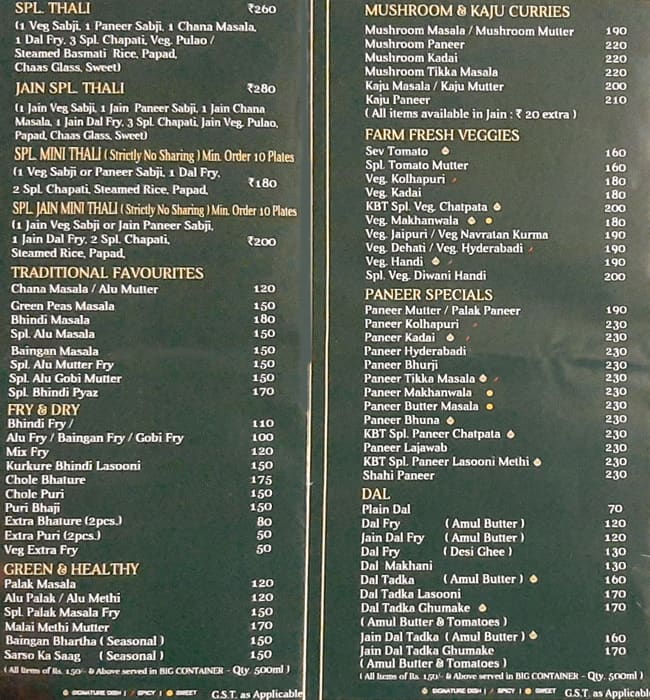 SPL. THALI ₹260
(1 Veg Sabji, 1 Paneer Sabji, 1 Chana Masala,
1 Dal Fry, 3 Spl. Chapati, Veg. Pulao /
Steamed Basmati Rice, Papad,
Chaas Glass, Sweet)
JAIN SPL. THALI ₹280
(1 Jain Veg Sabji, 1 Jain Paneer Sabji, 1 Jain Chana
Masala, 1 Jain Dal Fry, 3 Spl. Chapati, Jain Veg. Pulao,
Papad, Chaas Glass, Sweet)
SPL. MINI THALI ( Strictly No Sharing ) Min. Order 10 Plates
(1 Veg Sabji or Paneer Sabji, 1 Dal Fry,
2 Spl. Chapati, Steamed Rice, Papad, ₹180
SPL. JAIN MINI THALI ( Strictly No Sharing ) Min. Order 10 Plates
(1 Jain Veg Sabji or Jain Paneer Sabji,
1 Jain Dal Fry, 2 Spl. Chapati, ₹200
Steamed Rice, Papad,
TRADITIONAL FAVOURITES
Chana Masala / Alu Mutter 120
Green Peas Masala 150
Bhindi Masala 180
Spl. Alu Masala 150
Baingan Masala 150
Spl. Alu Mutter Fry 150
Spl. Alu Gobi Mutter 150
Spl. Bhindi Pyaz 170
FRY & DRY
Bhindi Fry / 110
Alu Fry / Baingan Fry / Gobi Fry 100
Mix Fry 120
Kurkure Bhindi Lasooni 150
Chole Bhature 175
Chole Puri 150
Puri Bhaji 150
Extra Bhature (2pcs.) 80
Extra Puri (2pcs.) 50
Veg Extra Fry 50
GREEN & HEALTHY
Palak Masala 120
Alu Palak / Alu Methi 120
Spl. Palak Masala Fry 150
Malai Methi Mutter 170
Baingan Bhartha ( Seasonal ) 150
Sarso Ka Saag ( Seasonal ) 150
( All Items of Rs. 150/- & Above served in BIG CONTAINER - Qty. 500ml )
SIGNATURE DISH | SPICY | SWEET G.S.T. as Applicable
MUSHROOM & KAJU CURRIES
Mushroom Masala / Mushroom Mutter 190
Mushroom Paneer 220
Mushroom Kadai 220
Mushroom Tikka Masala 220
Kaju Masala / Kaju Mutter 200
Kaju Paneer 210
( All items available in Jain : ₹ 20 extra )
FARM FRESH VEGGIES
Sev Tomato 160
Spl. Tomato Mutter 160
Veg. Kolhapuri 180
Veg. Kadai 180
KBT Spl. Veg. Chatpata 200
Veg. Makhanwala 180
Veg. Jaipuri / Veg Navratan Kurma 190
Veg. Dehati / Veg. Hyderabadi 190
Veg. Handi 190
Spl. Veg. Diwani Handi 200
PANEER SPECIALS
Paneer Mutter / Palak Paneer 190
Paneer Kolhapuri 230
Paneer Kadai 230
Paneer Hyderabadi 230
Paneer Bhurji 230
Paneer Tikka Masala 230
Paneer Makhanwala 230
Paneer Butter Masala 230
Paneer Bhuna 230
KBT Spl. Paneer Chatpata 230
Paneer Lajawab 230
KBT Spl. Paneer Lasooni Methi 230
Shahi Paneer 230
DAL
Plain Dal 70
Dal Fry ( Amul Butter ) 120
Jain Dal Fry ( Amul Butter ) 120
Dal Fry ( Desi Ghee ) 130
Dal Makhani 130
Dal Tadka ( Amul Butter ) 160
Dal Tadka Lasooni 170
Dal Tadka Ghumake 170
( Amul Butter & Tomatoes )
Jain Dal Tadka ( Amul Butter ) 160
Jain Dal Tadka Ghumake 170
( Amul Butter & Tomatoes )
( All Items of Rs. 150/- & Above served in BIG CONTAINER - Qty. 500ml )
SIGNATURE DISH | SPICY | SWEET G.S.T. as Applicable